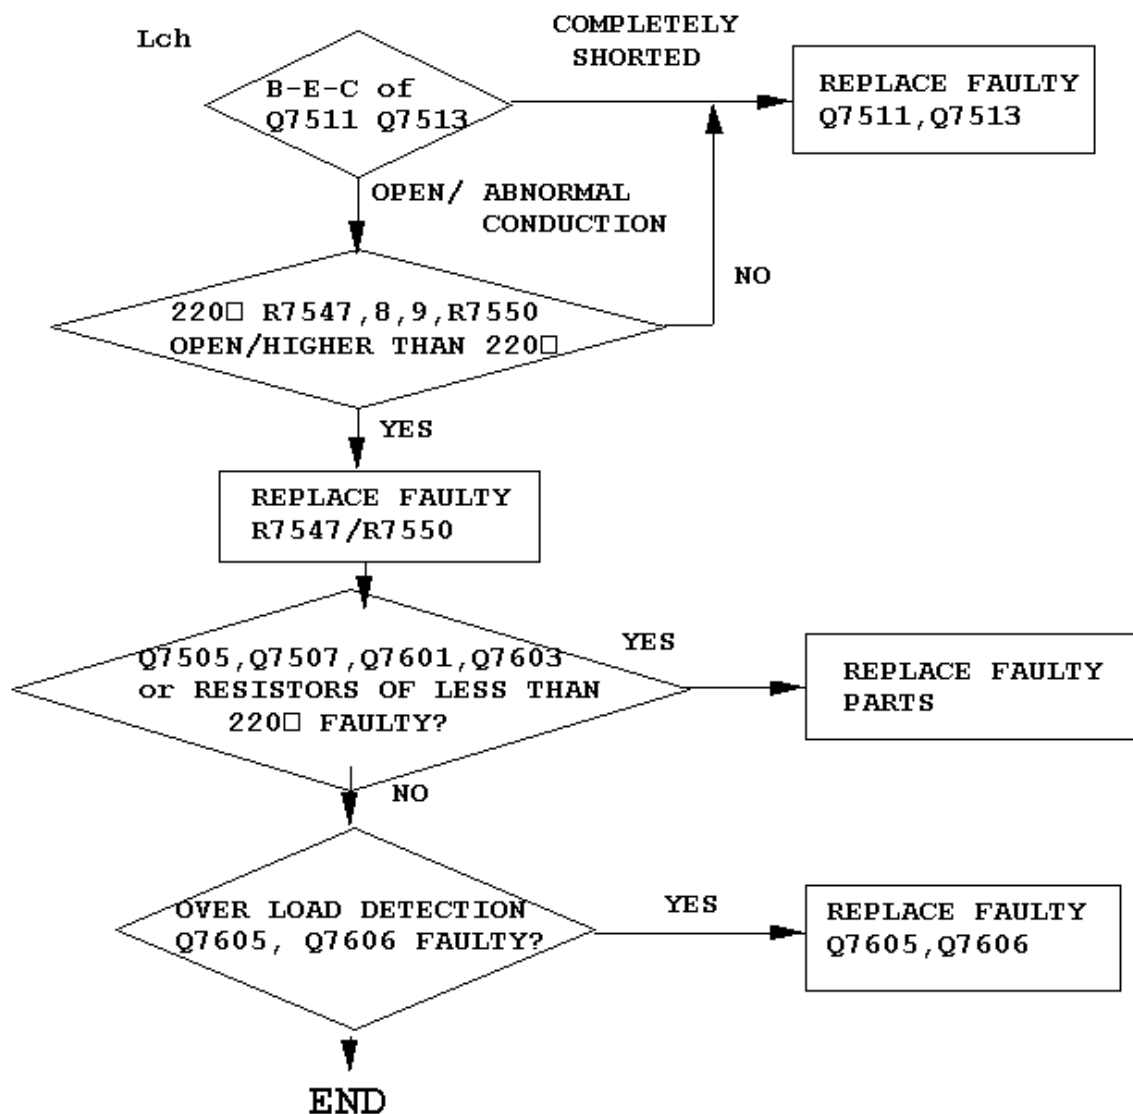 Lch
COMPLETELY
SHORTED
B-E-C of
Q7511 Q7513
REPLACE FAULTY
Q7511,Q7513
OPEN/ ABNORMAL
CONDUCTION
NO
220□ R7547,8,9,R7550
OPEN/HIGHER THAN 220□
YES
REPLACE FAULTY
R7547/R7550
Q7505,Q7507,Q7601,Q7603
or RESISTORS OF LESS THAN
220□ FAULTY?
YES
REPLACE FAULTY
PARTS
NO
OVER LOAD DETECTION
Q7605, Q7606 FAULTY?
YES
REPLACE FAULTY
Q7605,Q7606
END